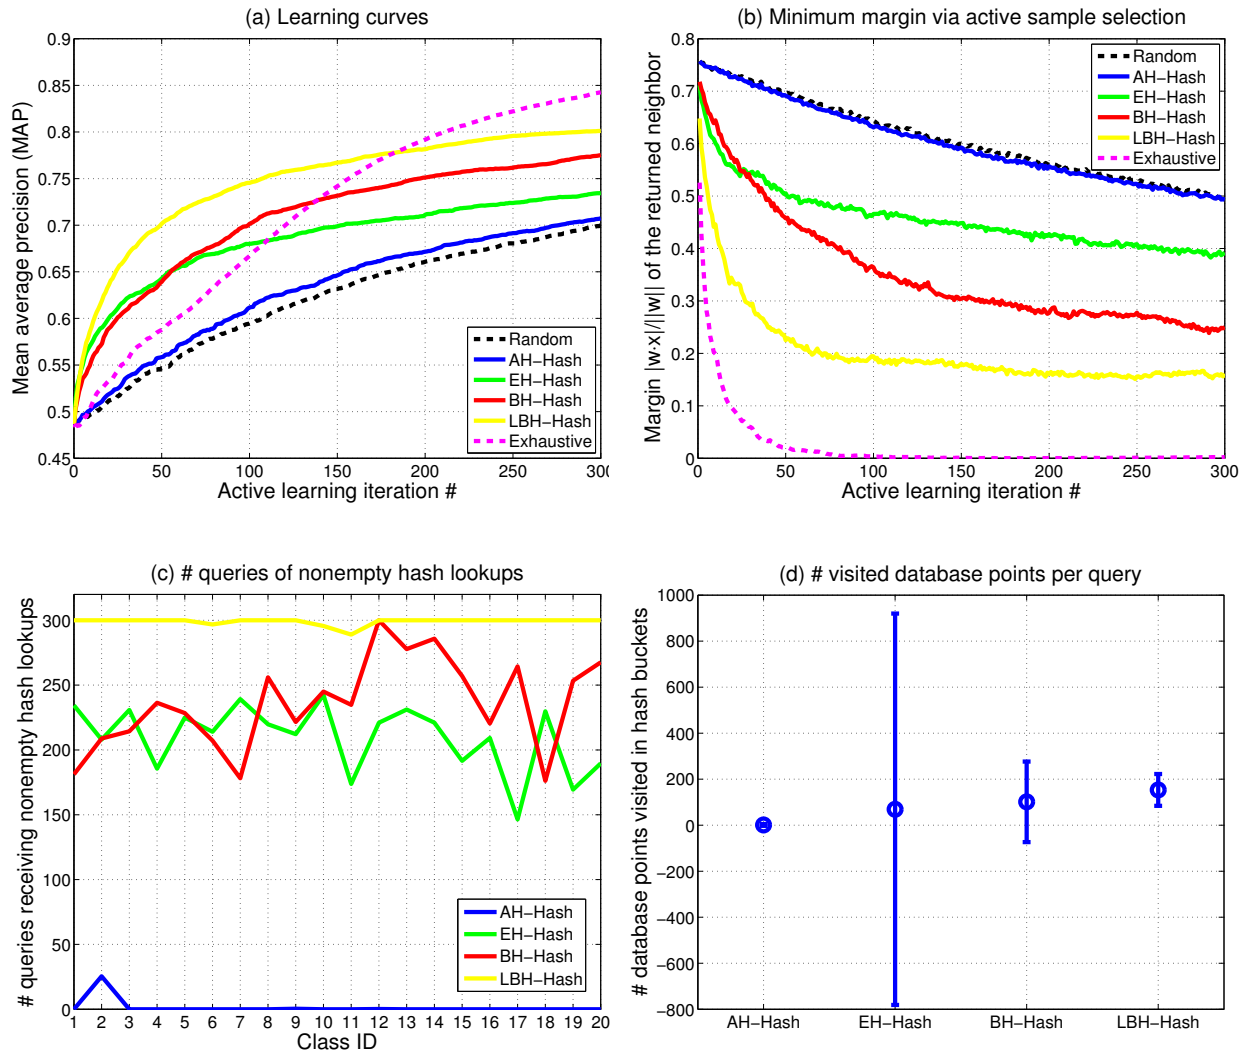 (a) Learning curves
Mean average precision (MAP)
0.9
0.85
0.8
0.75
0.7
0.65
0.6
0.55
0.5
0.45
0 50 100 150 200 250 300
Active learning iteration #
Random
AH−Hash
EH−Hash
BH−Hash
LBH−Hash
Exhaustive
(b) Minimum margin via active sample selection
Margin |w·x|/||w|| of the returned neighbor
0.8
0.7
0.6
0.5
0.4
0.3
0.2
0.1
0
0 50 100 150 200 250 300
Active learning iteration #
Random
AH−Hash
EH−Hash
BH−Hash
LBH−Hash
Exhaustive
(c) # queries of nonempty hash lookups
# queries receiving nonempty hash lookups
300
250
200
150
100
50
0
1 2 3 4 5 6 7 8 9 10 11 12 13 14 15 16 17 18 19 20
Class ID
AH−Hash
EH−Hash
BH−Hash
LBH−Hash
(d) # visited database points per query
# database points visited in hash buckets
1000
800
600
400
200
0
−200
−400
−600
−800
AH−Hash EH−Hash BH−Hash LBH−Hash